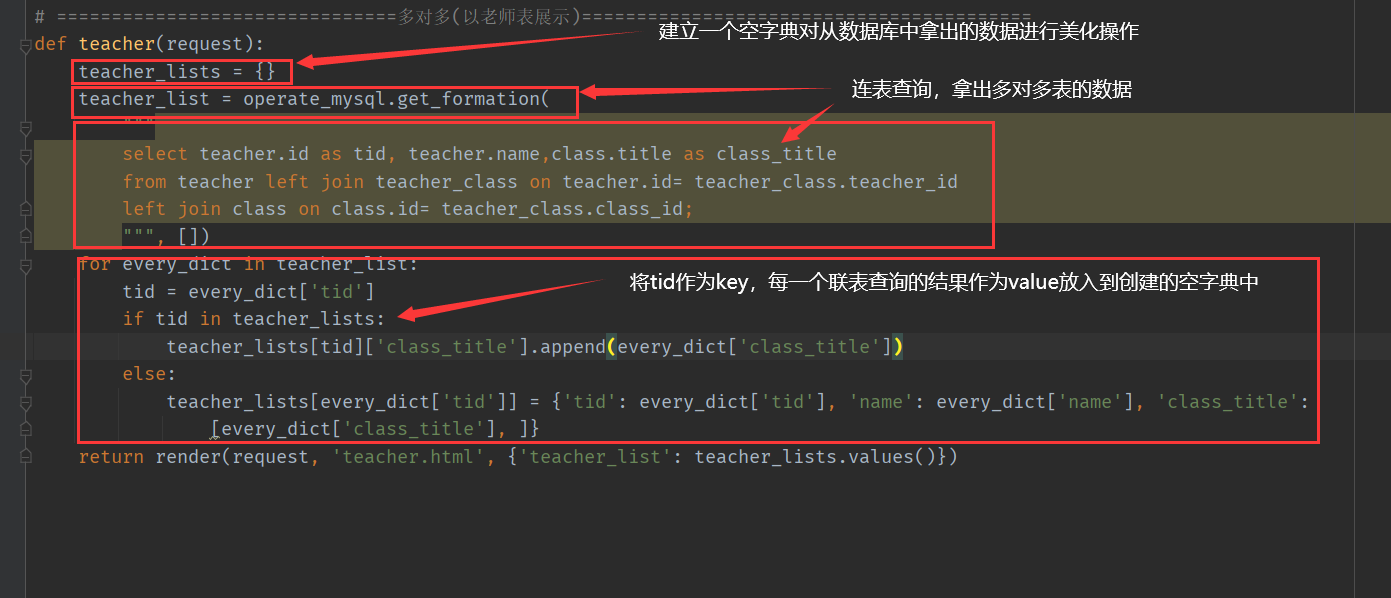 # ===============================多对多(以老师表展示)=========================================
建立一个空字典对从数据库中拿出的数据进行美化操作
def teacher(request):
teacher_lists = {}
连表查询，拿出多对多表的数据
teacher_list = operate_mysql.get_formation(
"""
select teacher.id as tid, teacher.name,class.title as class_title
from teacher left join teacher_class on teacher.id= teacher_class.teacher_id
left join class on class.id= teacher_class.class_id;
""", [])
for every_dict in teacher_list:
将tid作为key，每一个联表查询的结果作为value放入到创建的空字典中
tid = every_dict['tid']
if tid in teacher_lists:
teacher_lists[tid]['class_title'].append(every_dict['class_title'])
else:
teacher_lists[every_dict['tid']] = {'tid': every_dict['tid'], 'name': every_dict['name'], 'class_title':
[every_dict['class_title'], ]}
return render(request, 'teacher.html', {'teacher_list': teacher_lists.values()})